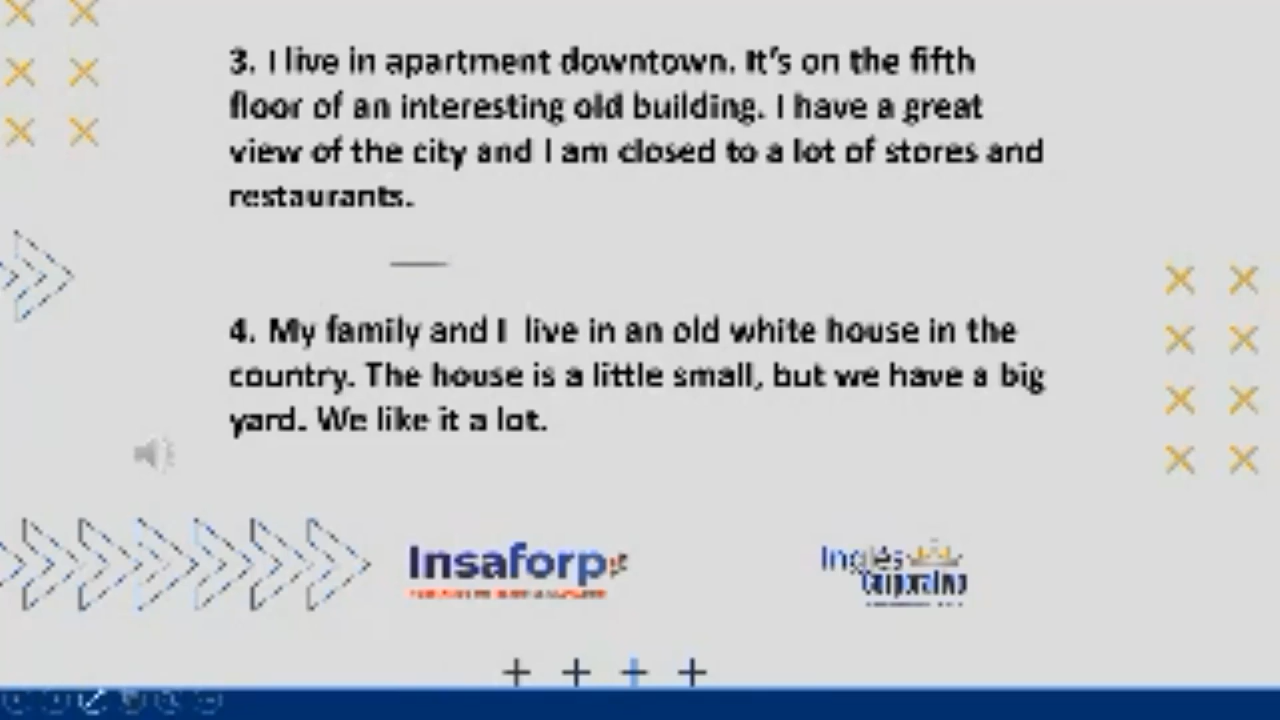 3. I live in apartment downtown. It's on the fifth
floor of an interesting old building. I have a great
view of the city and I am closed to a lot of stores and
restaurants.
4. My family and I live in an old white house in the
country. The house is a little small, but we have a big
yard. We like it a lot.
Insaforp
Inglés
Corporativo